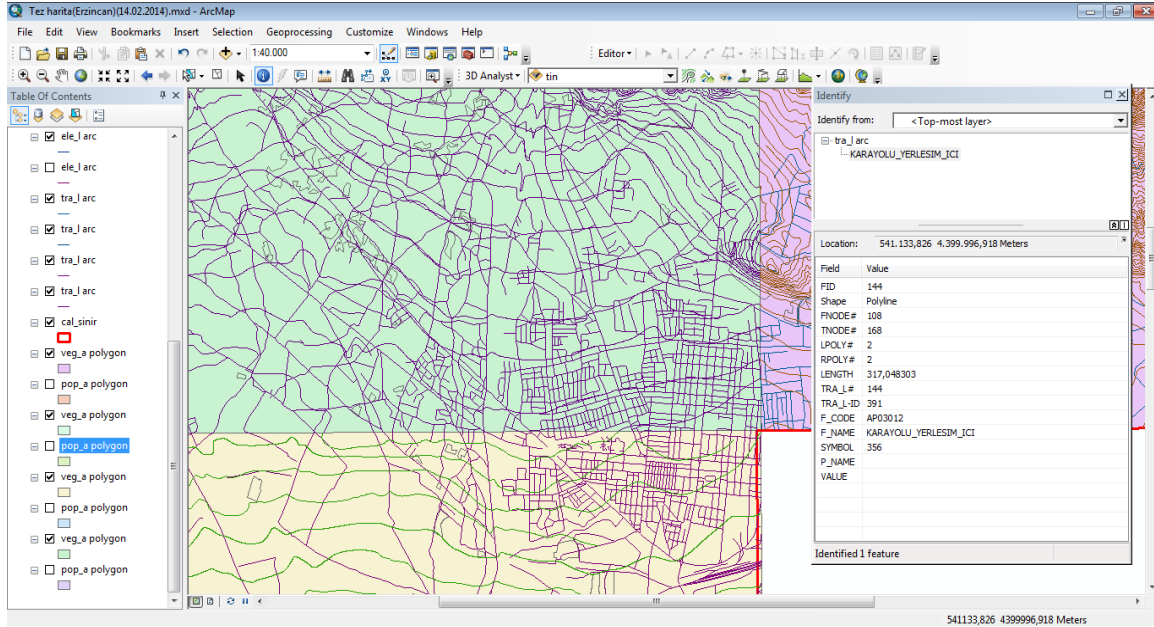 Tez harita(Erzincan)(14.02.2014).mxd - ArcMap
File Edit View Bookmarks Insert Selection Geoprocessing Customize Windows Help
1:40.000 Editor
3D Analyst tin
Table Of Contents
ele_l arc
ele_l arc
tra_l arc
tra_l arc
tra_l arc
tra_l arc
cal_sinir
veg_a polygon
pop_a polygon
veg_a polygon
pop_a polygon
veg_a polygon
pop_a polygon
veg_a polygon
pop_a polygon
Identify
Identify from: <Top-most layer>
tra_l arc
KARAYOLU_YERLESIM_ICI
Location: 541.133,826 4.399.996,918 Meters
Field Value
FID 144
Shape Polyline
FNODE# 108
TNODE# 168
LPOLY# 2
RPOLY# 2
LENGTH 317,048303
TRA_L# 144
TRA_L-ID 391
F_CODE AP03012
F_NAME KARAYOLU_YERLESIM_ICI
SYMBOL 356
P_NAME
VALUE
Identified 1 feature
541133,826 4399996,918 Meters